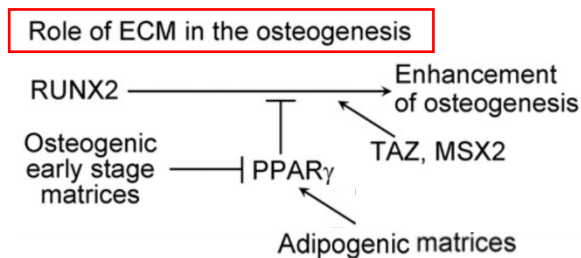 Role of ECM in the osteogenesis
RUNX2
Enhancement
of osteogenesis
TAZ, MSX2
Osteogenic
early stage
matrices
PPARγ
Adipogenic matrices